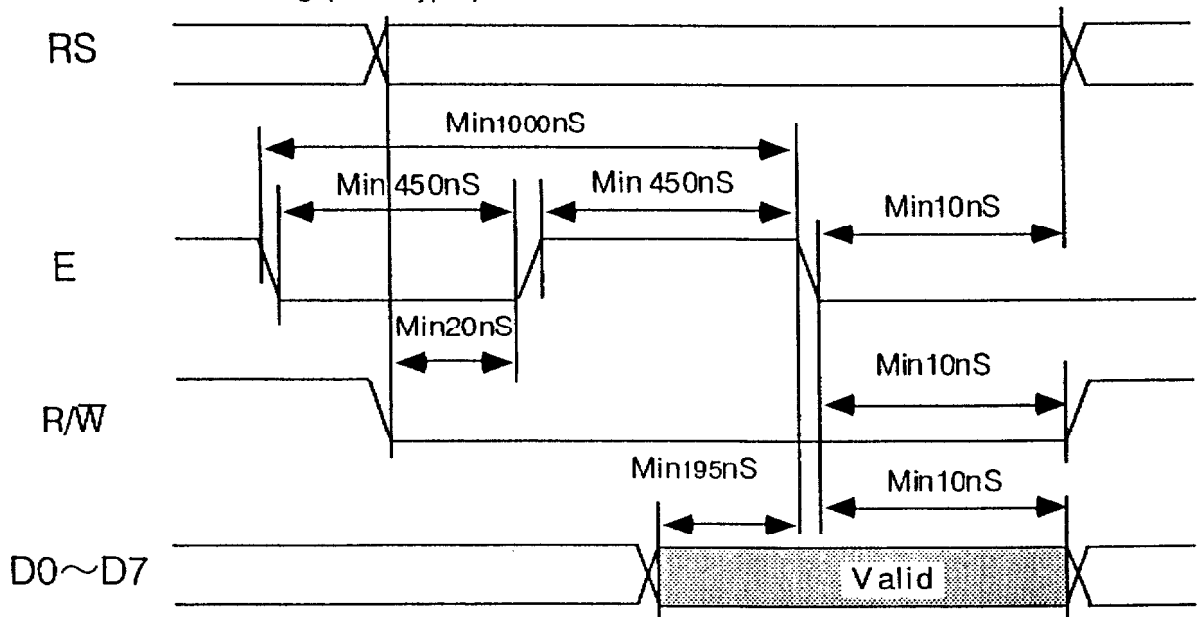 RS
Min1000nS
Min 450nS Min 450nS
Min10nS
E
Min20nS
Min10nS
R/W̅
Min195nS
Min10nS
D0～D7
Valid